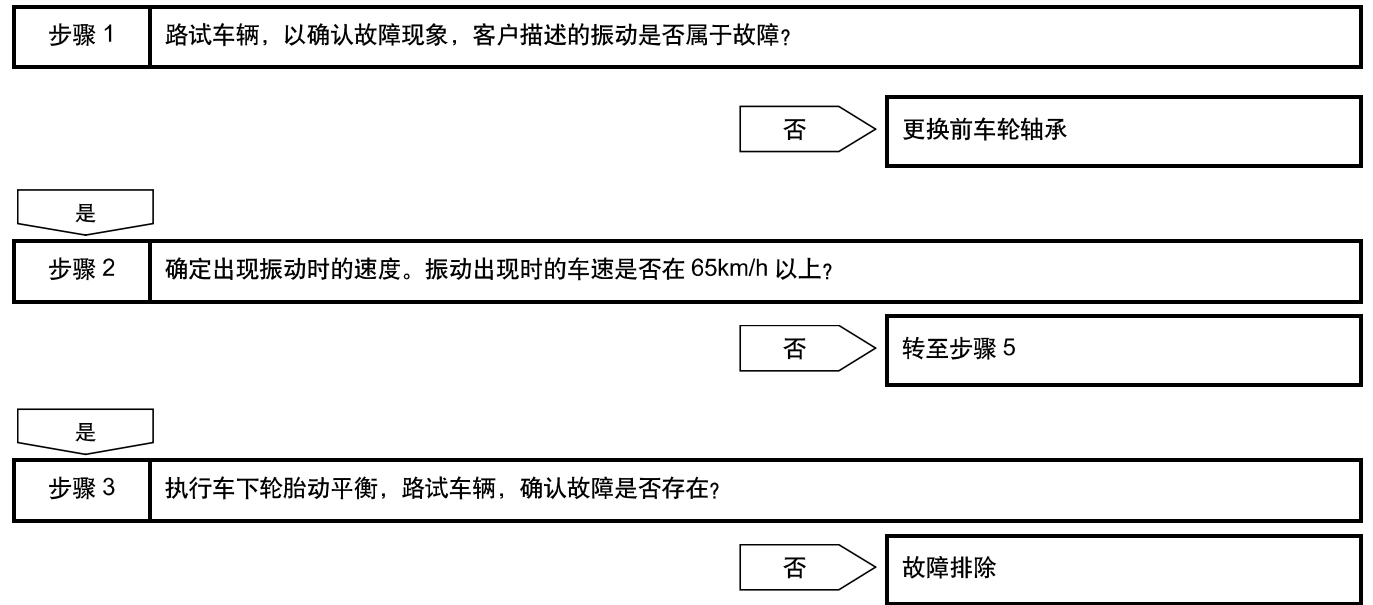 步骤 1 路试车辆，以确认故障现象，客户描述的振动是否属于故障？
否 更换前车轮轴承
是
步骤 2 确定出现振动时的速度。振动出现时的车速是否在 65km/h 以上？
否 转至步骤 5
是
步骤 3 执行车下轮胎动平衡，路试车辆，确认故障是否存在？
否 故障排除